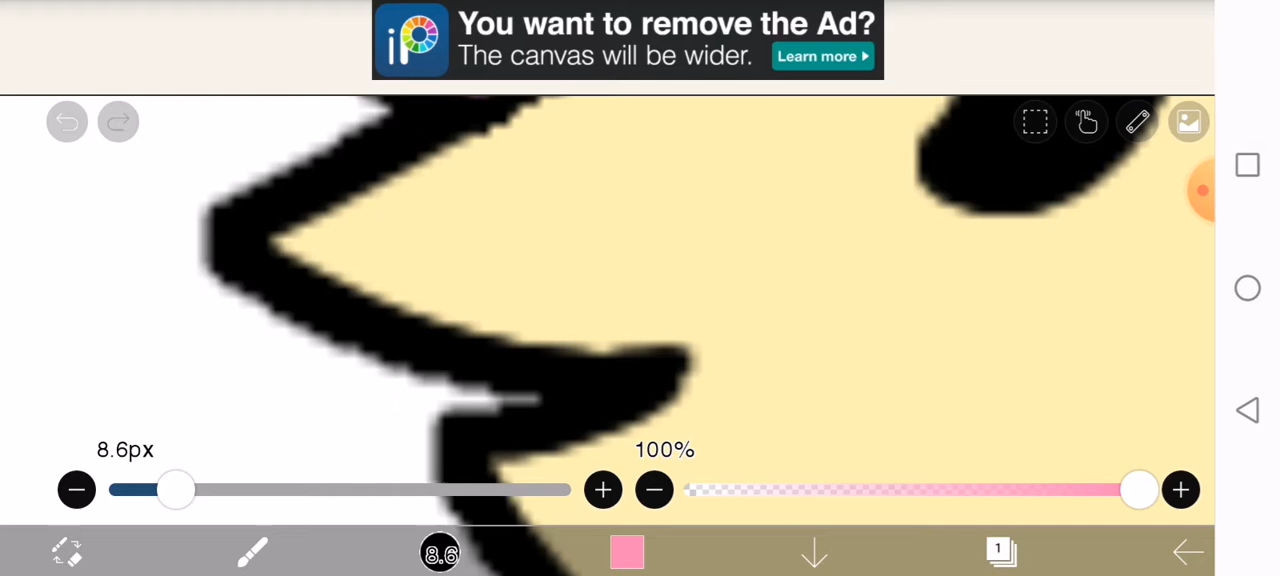 iP
You want to remove the Ad?
The canvas will be wider.
Learn more
8.6px
100%
8.6
1